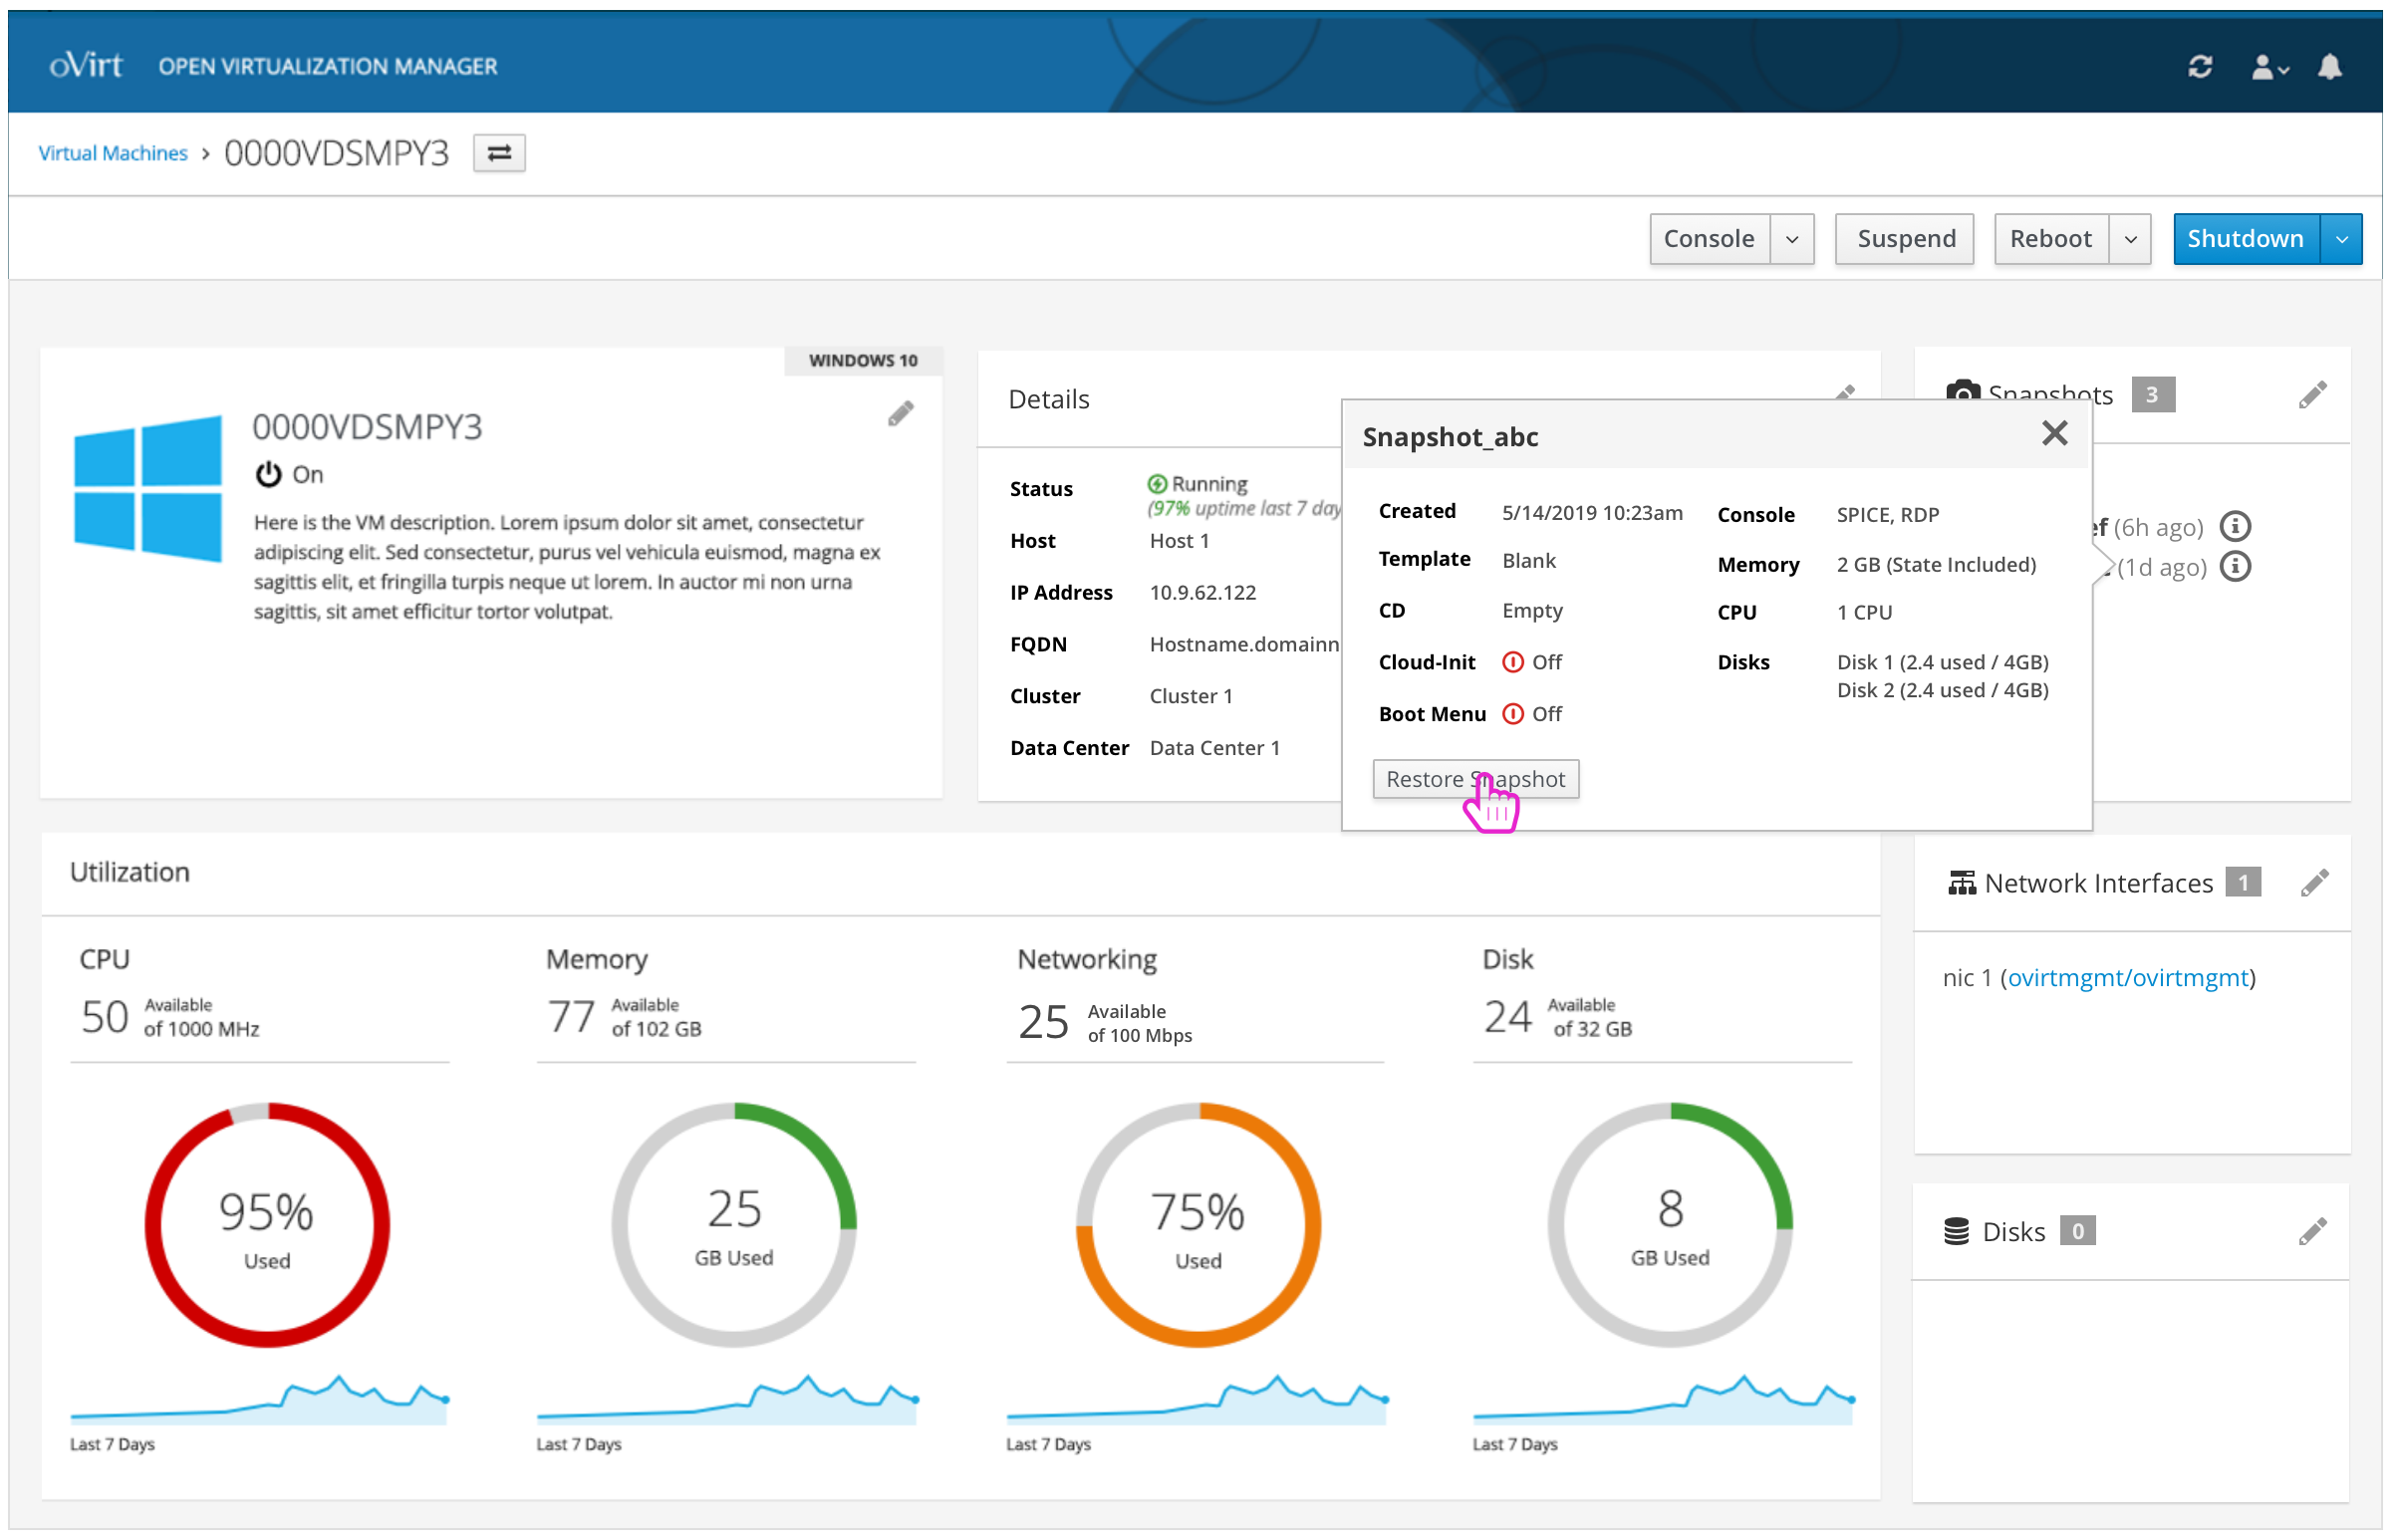 oVirt OPEN VIRTUALIZATION MANAGER
Virtual Machines > 0000VDSMPY3
Console Suspend Reboot Shutdown
WINDOWS 10
0000VDSMPY3
On
Here is the VM description. Lorem ipsum dolor sit amet, consectetur
adipiscing elit. Sed consectetur, purus vel vehicula euismod, magna ex
sagittis elit, et fringilla turpis neque ut lorem. In auctor mi non urna
sagittis, sit amet efficitur tortor volutpat.
Details
Status Running
(97% uptime last 7 day
Host Host 1
IP Address 10.9.62.122
FQDN Hostname.domainn
Cluster Cluster 1
Data Center Data Center 1
Snapshots 3
ef (6h ago)
(1d ago)
Snapshot_abc
Created 5/14/2019 10:23am
Template Blank
CD Empty
Cloud-Init Off
Boot Menu Off
Console SPICE, RDP
Memory 2 GB (State Included)
CPU 1 CPU
Disks Disk 1 (2.4 used / 4GB)
Disk 2 (2.4 used / 4GB)
Restore Snapshot
Utilization
CPU
50 Available
of 1000 MHz
95%
Used
Last 7 Days
Memory
77 Available
of 102 GB
25
GB Used
Last 7 Days
Networking
25 Available
of 100 Mbps
75%
Used
Last 7 Days
Disk
24 Available
of 32 GB
8
GB Used
Last 7 Days
Network Interfaces 1
nic 1 (ovirtmgmt/ovirtmgmt)
Disks 0